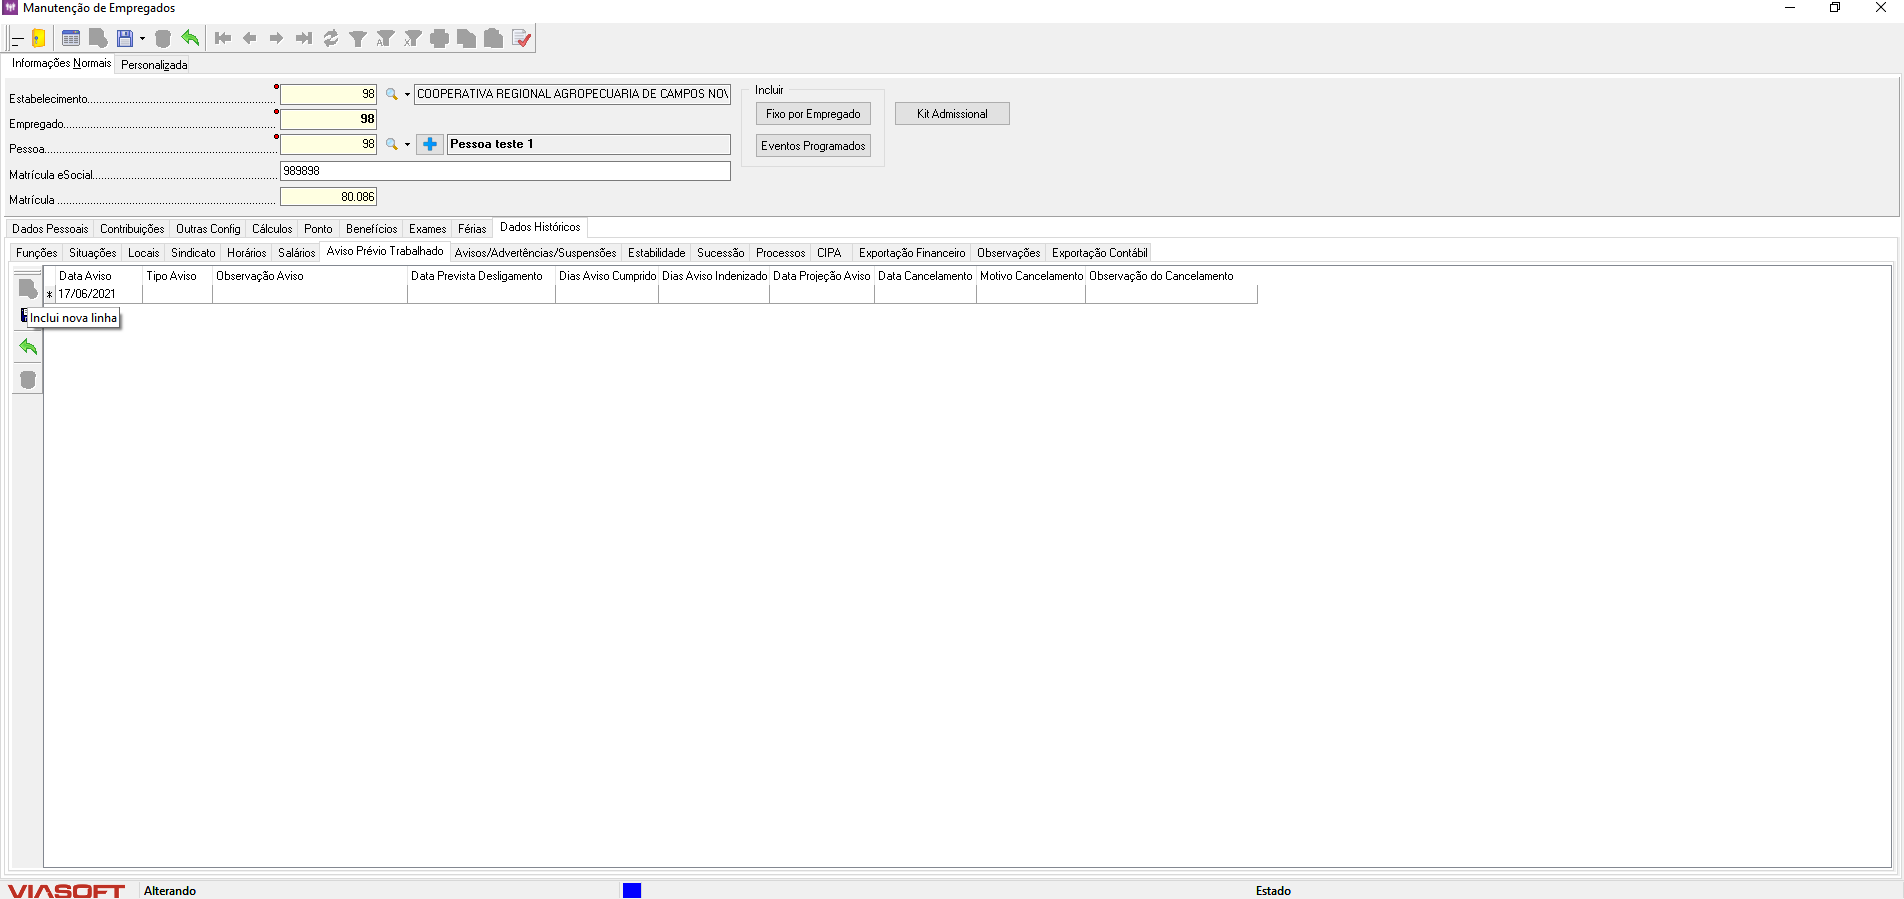 Manutenção de Empregados
Informações Normais Personalizada
Estabelecimento 98 COOPERATIVA REGIONAL AGROPECUARIA DE CAMPOS NO
Empregado 98
Pessoa 98 Pessoa teste 1
Matrícula eSocial 989898
Matrícula 80.086
Incluir
Fixo por Empregado
Eventos Programados
Kit Admissional
Dados Pessoais Contribuições Outras Config Cálculos Ponto Benefícios Exames Férias Dados Históricos
Funções Situações Locais Sindicato Horários Salários Aviso Prévio Trabalhado Avisos/Advertências/Suspensões Estabilidade Sucessão Processos CIPA Exportação Financeiro Observações Exportação Contábil
Data Aviso Tipo Aviso Observação Aviso Data Prevista Desligamento Dias Aviso Cumprido Dias Aviso Indenizado Data Projeção Aviso Data Cancelamento Motivo Cancelamento Observação do Cancelamento
* 17/06/2021
Inclui nova linha
VIASOFT Alterando Estado